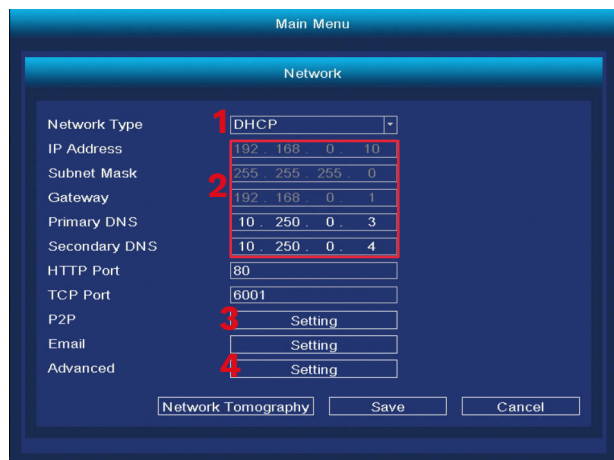 Main Menu
Network
Network Type 1 DHCP
IP Address 192 . 168 . 0 . 10
Subnet Mask 255 . 255 . 255 . 0
2
Gateway 192 . 168 . 0 . 1
Primary DNS 10 . 250 . 0 . 3
Secondary DNS 10 . 250 . 0 . 4
HTTP Port 80
TCP Port 6001
P2P 3 Setting
Email Setting
Advanced 4 Setting
Network Tomography Save Cancel